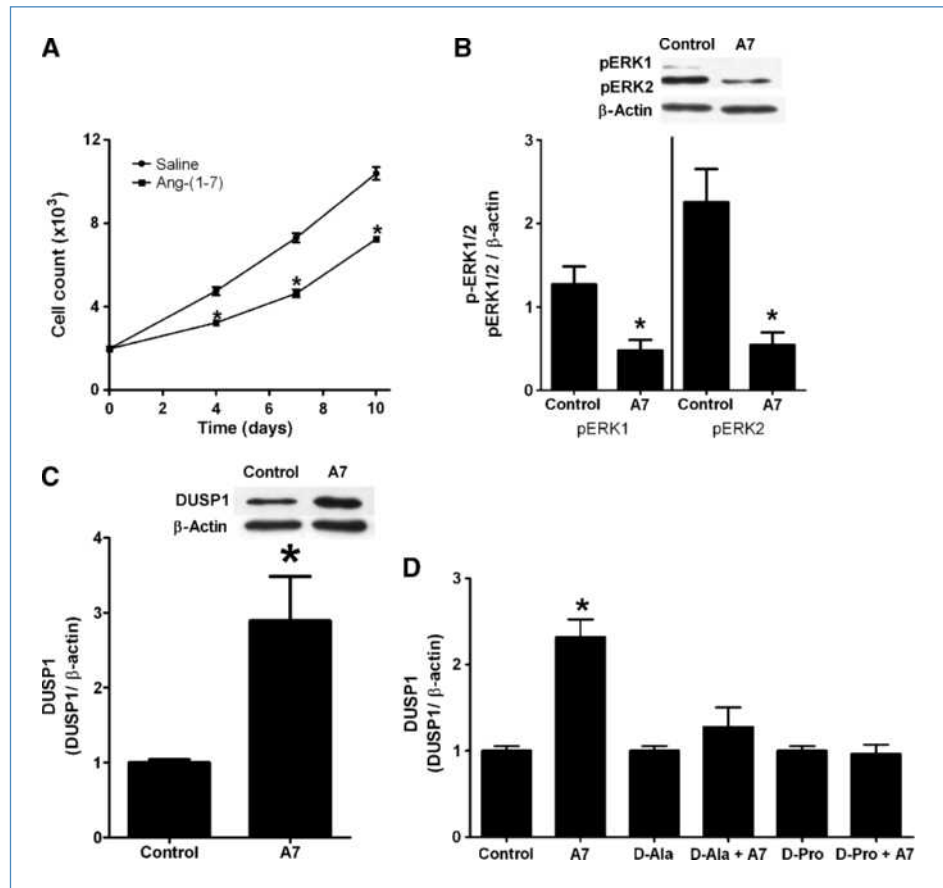 A
12
8
4
0
Cell count (x10³)
Saline
Ang-(1-7)
*
*
*
0 2 4 6 8 10
Time (days)
B
Control A7
pERK1
pERK2
β-Actin
3
2
1
0
p-ERK1/2
pERK1/2 / β-actin
*
*
Control A7 Control A7
pERK1 pERK2
C
Control A7
DUSP1
β-Actin
4
3
2
1
0
DUSP1
(DUSP1/ β-actin)
*
Control A7
D
3
2
1
0
DUSP1
(DUSP1/ β-actin)
*
Control A7 D-Ala D-Ala + A7 D-Pro D-Pro + A7